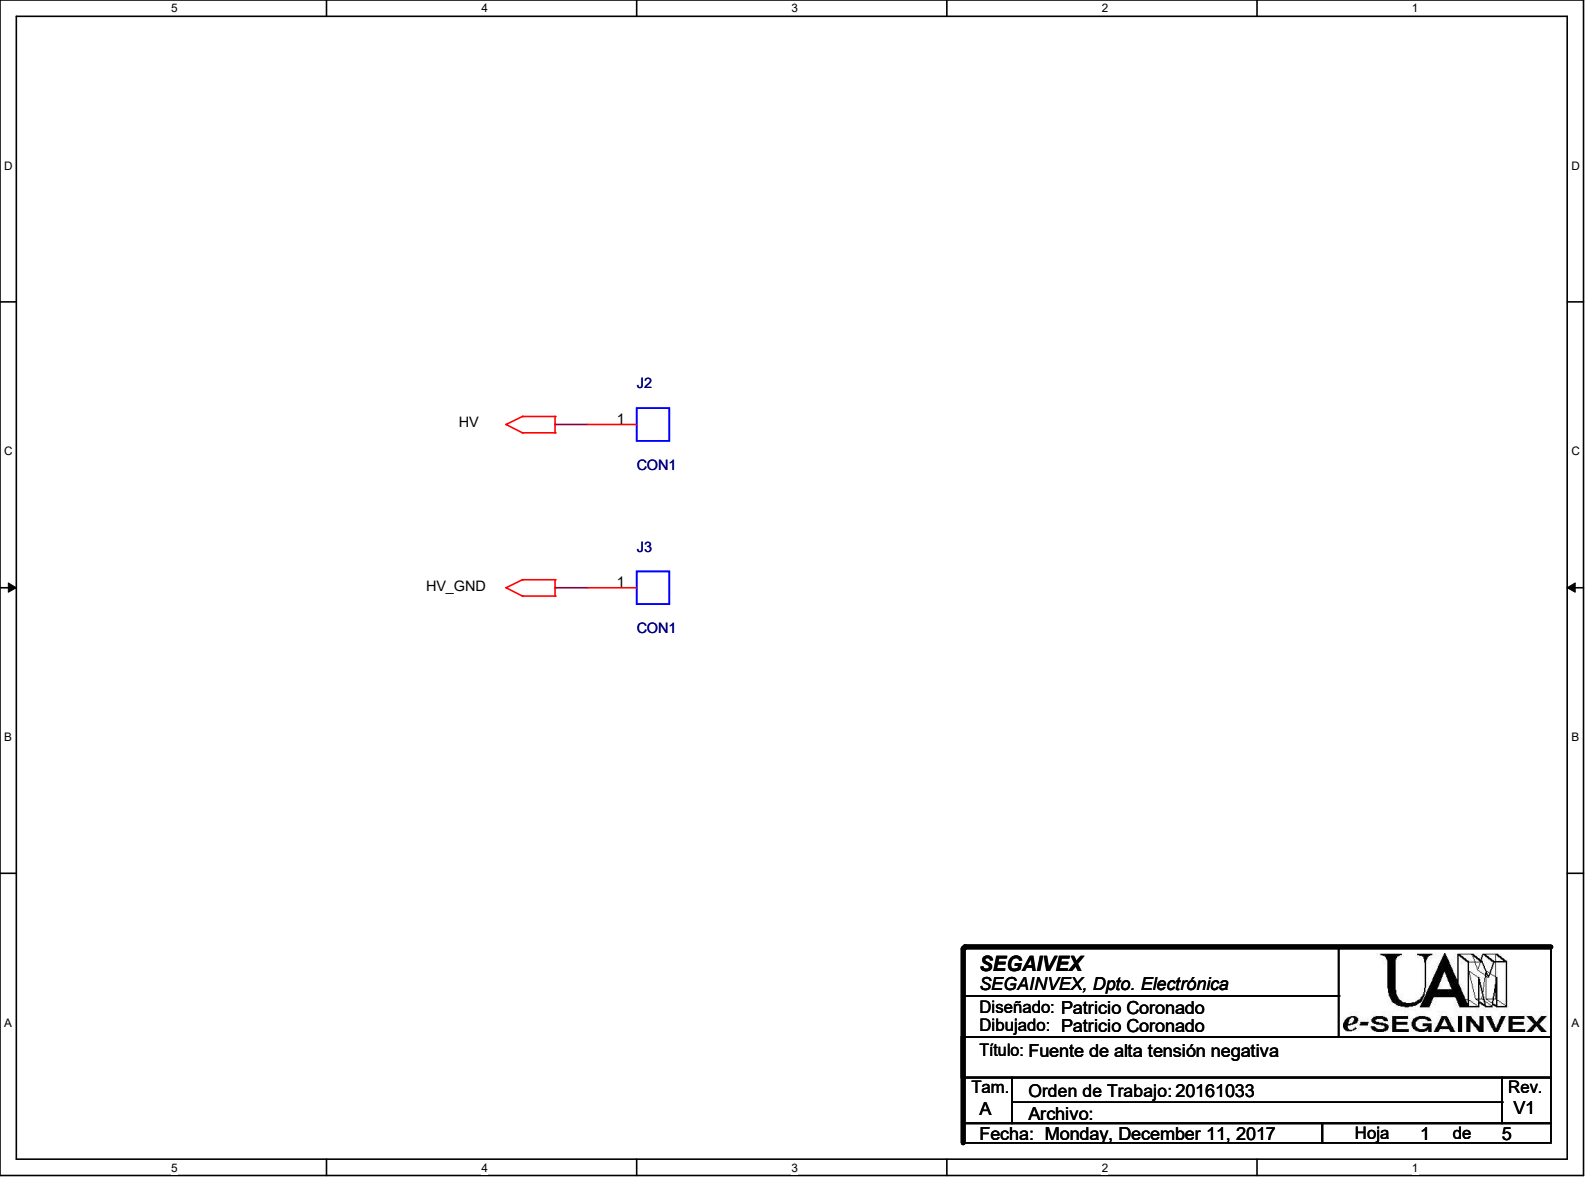 5 4 3 2 1
D D
J2
HV 1
C C
CON1
J3
HV_GND 1
CON1
B B
SEGAIVEX
SEGAINVEX, Dpto. Electrónica
UAM
Diseñado: Patricio Coronado
Dibujado: Patricio Coronado
e-SEGAINVEX
A A
Título: Fuente de alta tensión negativa
Tam. Orden de Trabajo: 20161033 Rev.
A Archivo: V1
Fecha: Monday, December 11, 2017 Hoja 1 de 5
5 4 3 2 1